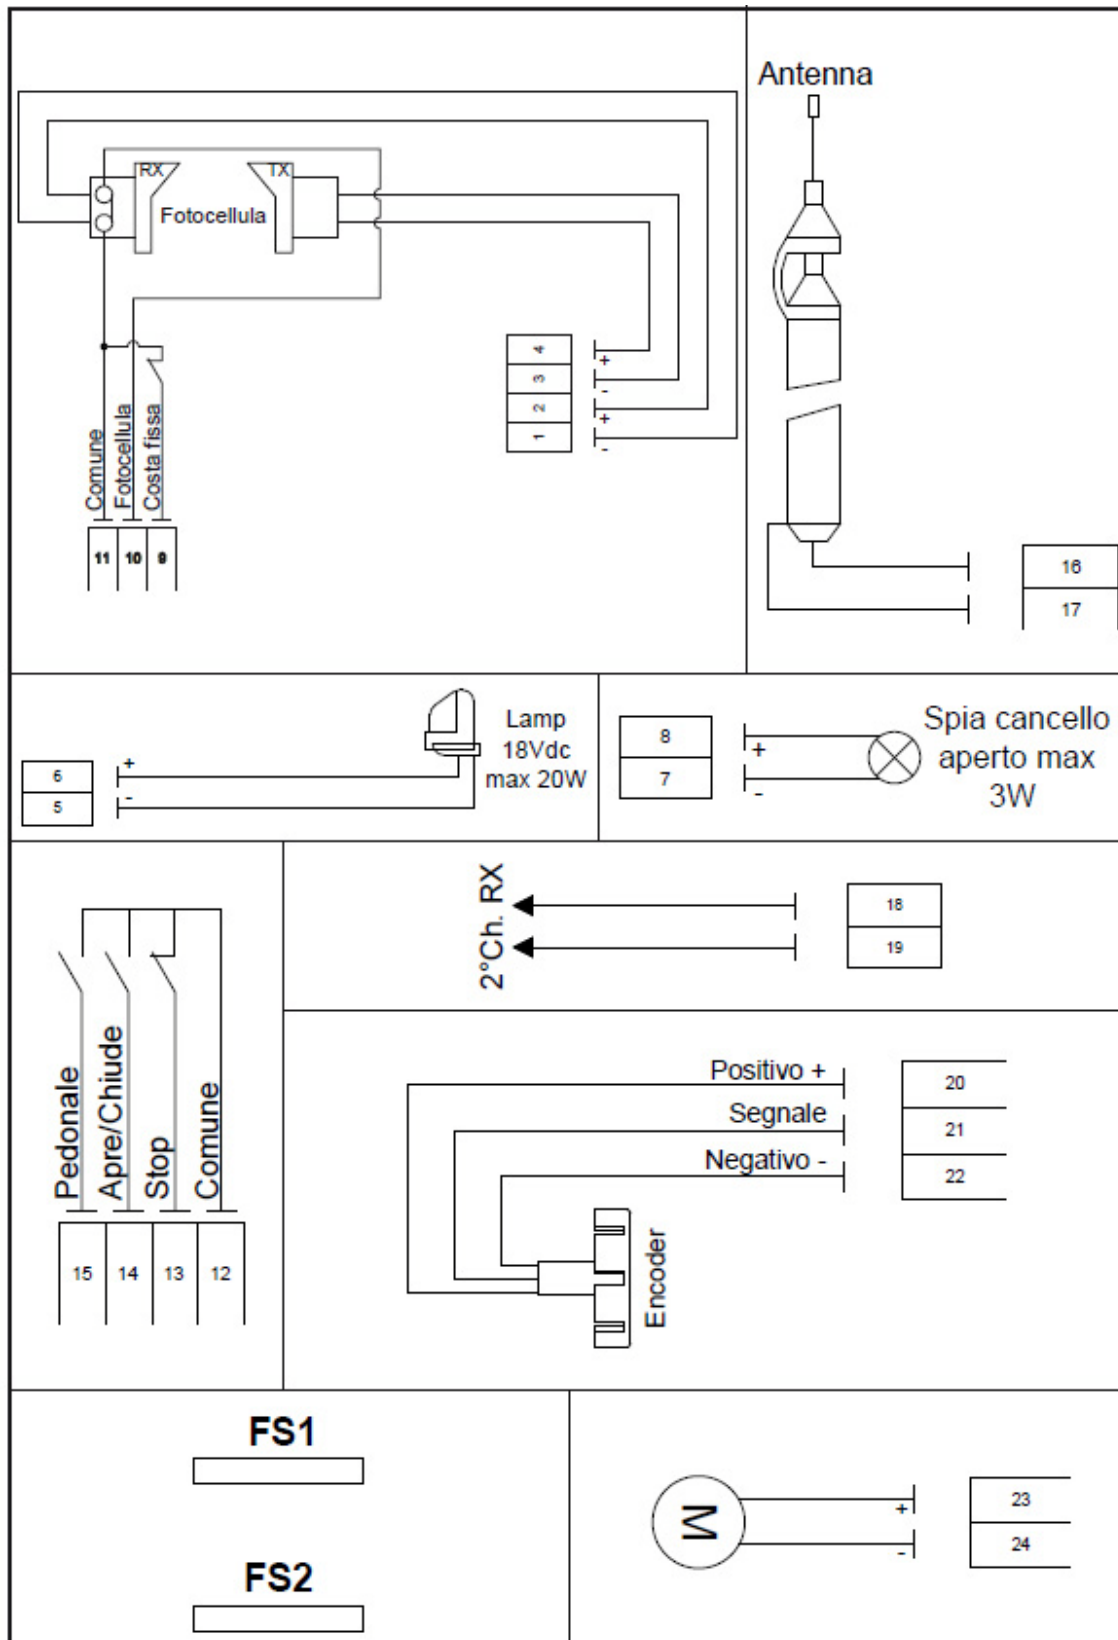 Antenna
RX
TX
Fotocellula
4
3
2
1
+
-
+
-
Comune
Fotocellula
Costa fissa
11
10
9
16
17
Lamp
18Vdc
max 20W
6
5
+
-
8
7
+
-
Spia cancello
aperto max
3W
2°Ch. RX
18
19
Pedonale
Apre/Chiude
Stop
Comune
15
14
13
12
Positivo +
Segnale
Negativo -
20
21
22
Encoder
FS1
FS2
M
+
-
23
24